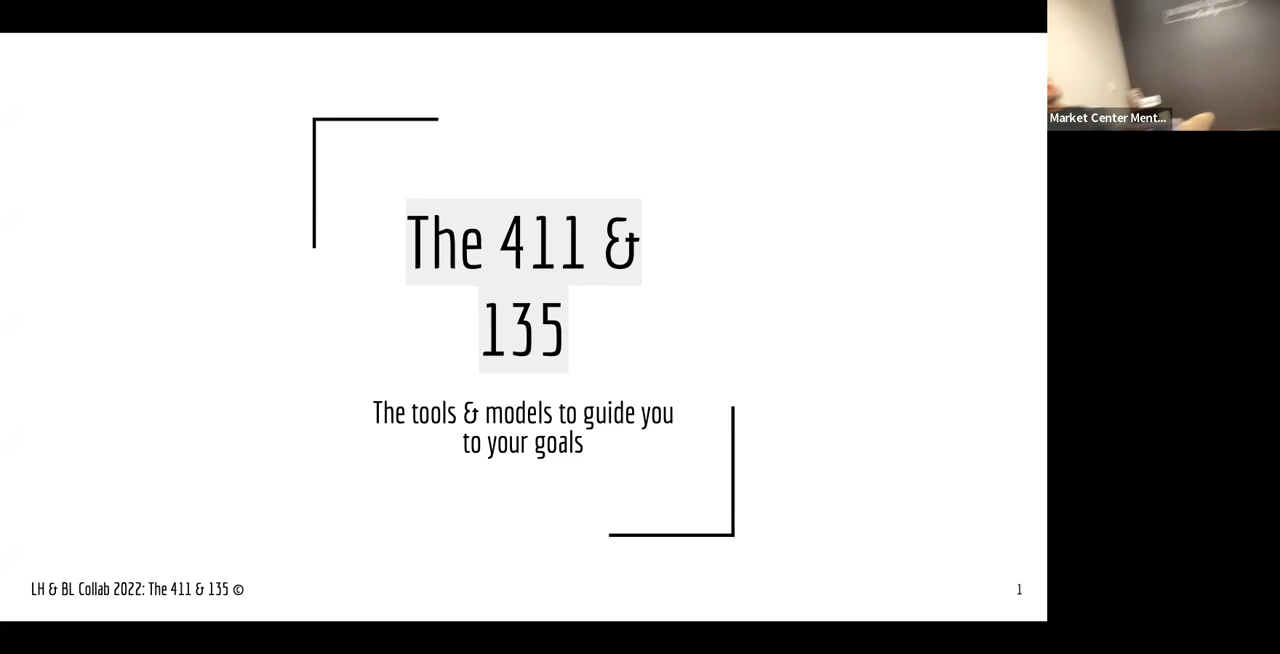 The 411 &
135
The tools & models to guide you
to your goals
LH & BL Collab 2022: The 411 & 135 ©
1
Market Center Ment...